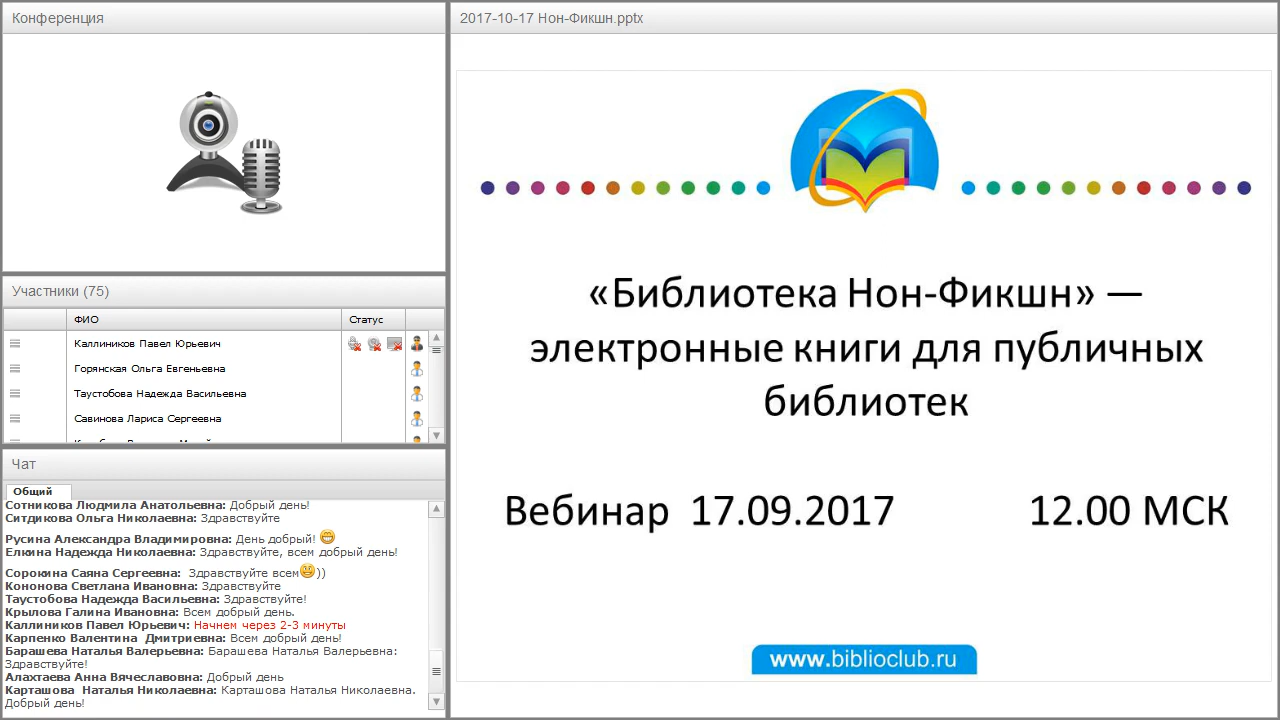 Конференция
Участники (75)
ФИО
Статус
Каллиников Павел Юрьевич
Горянская Ольга Евгеньевна
Таустобова Надежда Васильевна
Савинова Лариса Сергеевна
Чат
Общий
Сотникова Людмила Анатольевна: Добрый день!
Ситдикова Ольга Николаевна: Здравствуйте
Русина Александра Владимировна: День добрый!
Елкина Надежда Николаевна: Здравствуйте, всем добрый день!
Сорокина Саяна Сергеевна: Здравствуйте всем))
Кононова Светлана Ивановна: Здравствуйте
Таустобова Надежда Васильевна: Здравствуйте!
Крылова Галина Ивановна: Всем добрый день.
Каллиников Павел Юрьевич: Начнем через 2-3 минуты
Карпенко Валентина Дмитриевна: Всем добрый день!
Барашева Наталья Валерьевна: Барашева Наталья Валерьевна:
Здравствуйте!
Алахтаева Анна Вячеславовна: Добрый день
Карташова Наталья Николаевна: Карташова Наталья Николаевна.
Добрый день!
2017-10-17 Нон-Фикшн.pptx
«Библиотека Нон-Фикшн» —
электронные книги для публичных
библиотек
Вебинар 17.09.2017 12.00 МСК
www.biblioclub.ru